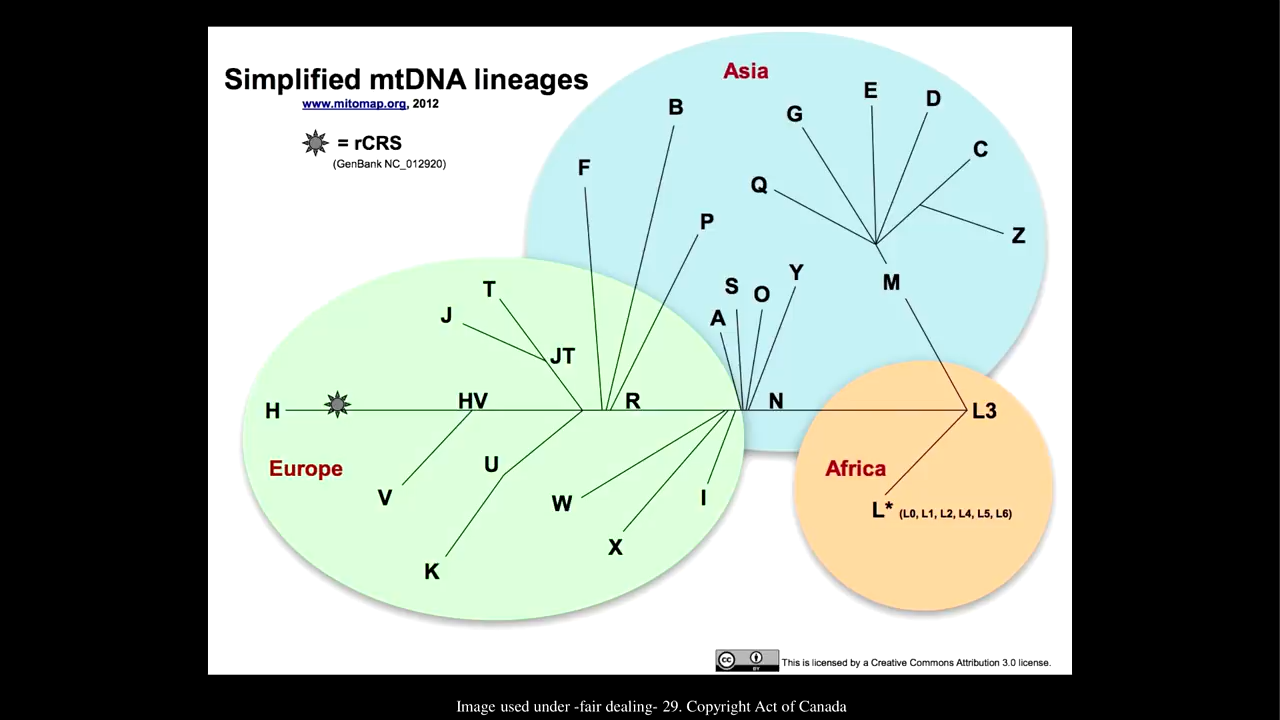 Simplified mtDNA lineages
www.mitomap.org, 2012
= rCRS
(GenBank NC_012920)
Asia
B
G
E
D
C
F
Q
P
Z
T
S
O
Y
M
J
A
JT
H
HV
R
N
L3
Europe
U
Africa
V
W
I
L* (L0, L1, L2, L4, L5, L6)
X
K
cc
BY
This is licensed by a Creative Commons Attribution 3.0 license.
Image used under -fair dealing- 29. Copyright Act of Canada